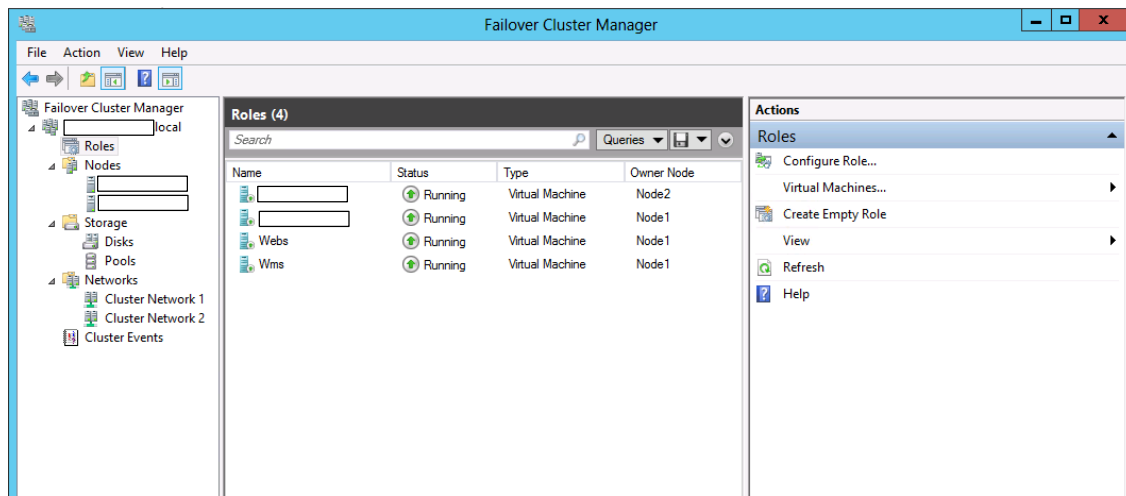 Failover Cluster Manager
File Action View Help
Failover Cluster Manager
local
Roles
Nodes
Storage
Disks
Pools
Networks
Cluster Network 1
Cluster Network 2
Cluster Events
Roles (4)
Search Queries
Name Status Type Owner Node
Running Virtual Machine Node2
Running Virtual Machine Node1
Webs Running Virtual Machine Node1
Wms Running Virtual Machine Node1
Actions
Roles
Configure Role...
Virtual Machines...
Create Empty Role
View
Refresh
Help